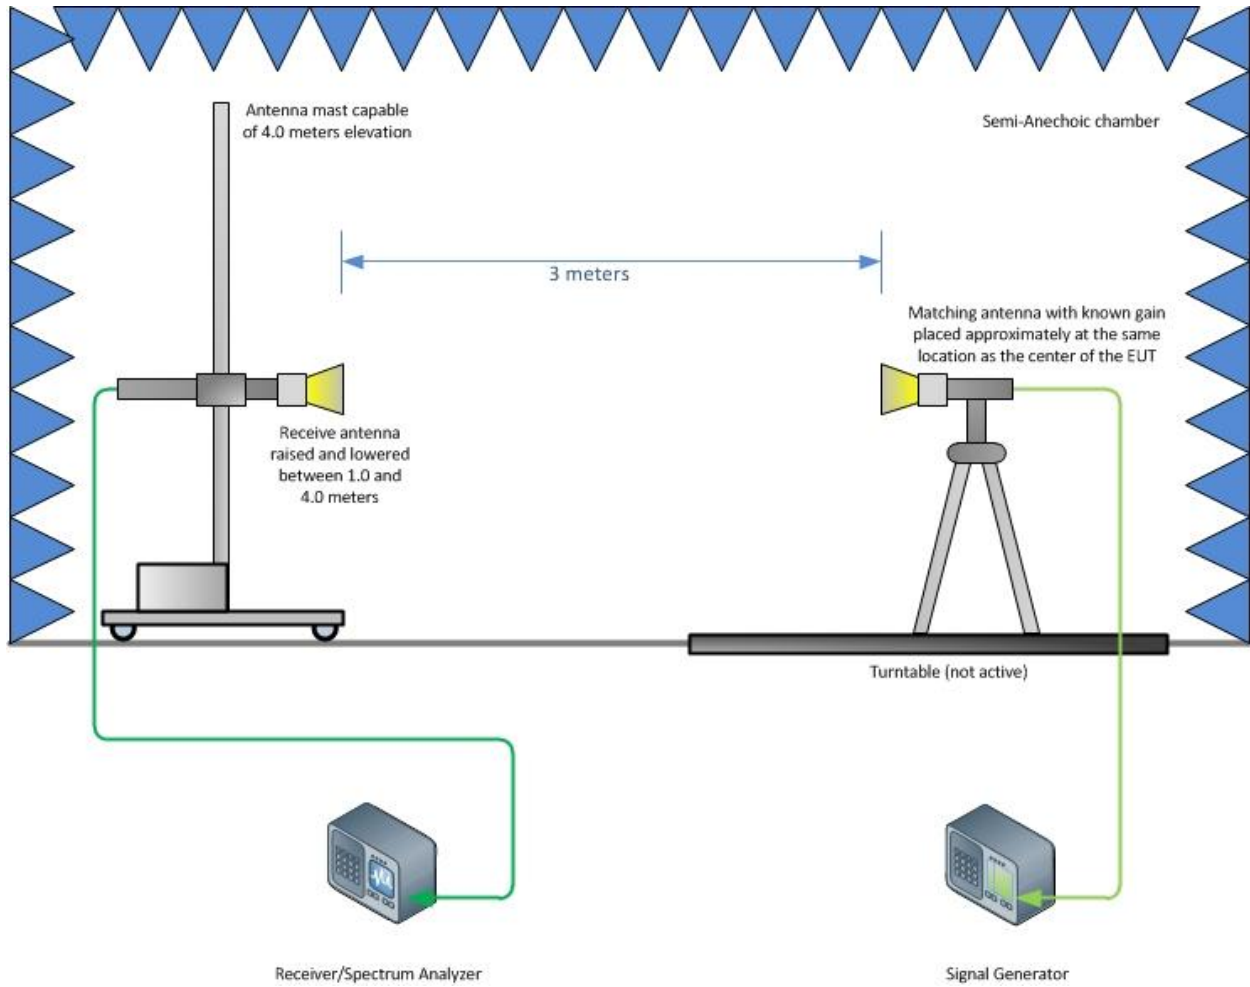 Antenna mast capable
of 4.0 meters elevation
Semi-Anechoic chamber
3 meters
Matching antenna with known gain
placed approximately at the same
location as the center of the EUT
Receive antenna
raised and lowered
between 1.0 and
4.0 meters
Turntable (not active)
Receiver/Spectrum Analyzer
Signal Generator